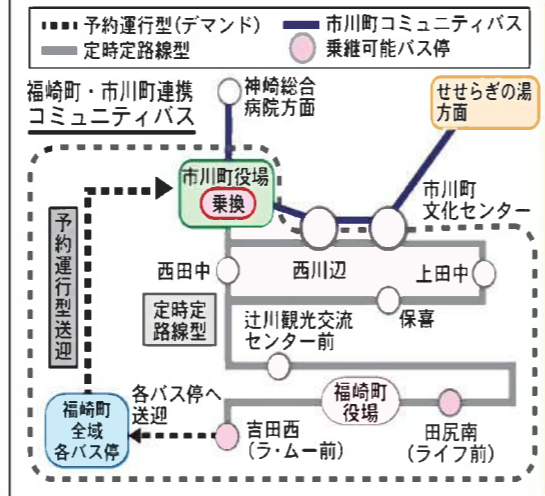 予約運行型(デマンド)
市川町コミュニティバス
定時定路線型
乗継可能バス停
福崎町・市川町連携
コミュニティバス
神崎総合
病院方面
せせらぎの湯
方面
市川町役場
乗換
市川町
文化センター
予約運行型送迎
西田中
西川辺
上田中
定時定
路線型
保喜
辻川観光交流
センター前
福崎町
役場
各バス停へ
送迎
福崎町
全域
各バス停
吉田西
(ラ・ムー前)
田尻南
(ライフ前)